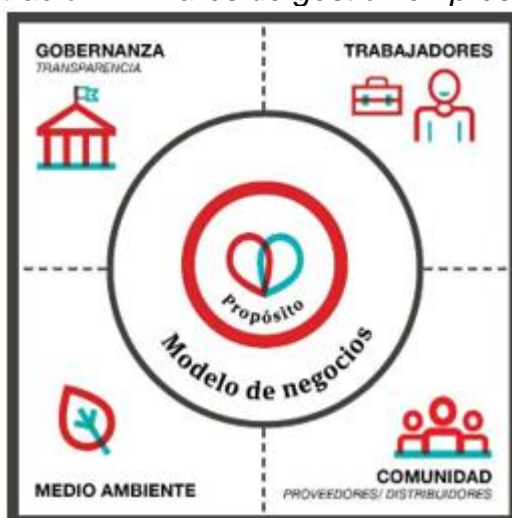 GOBERNANZA
TRANSPARENCIA
TRABAJADORES
Propósito
Modelo de negocios
MEDIO AMBIENTE
COMUNIDAD
PROVEEDORES/ DISTRIBUIDORES